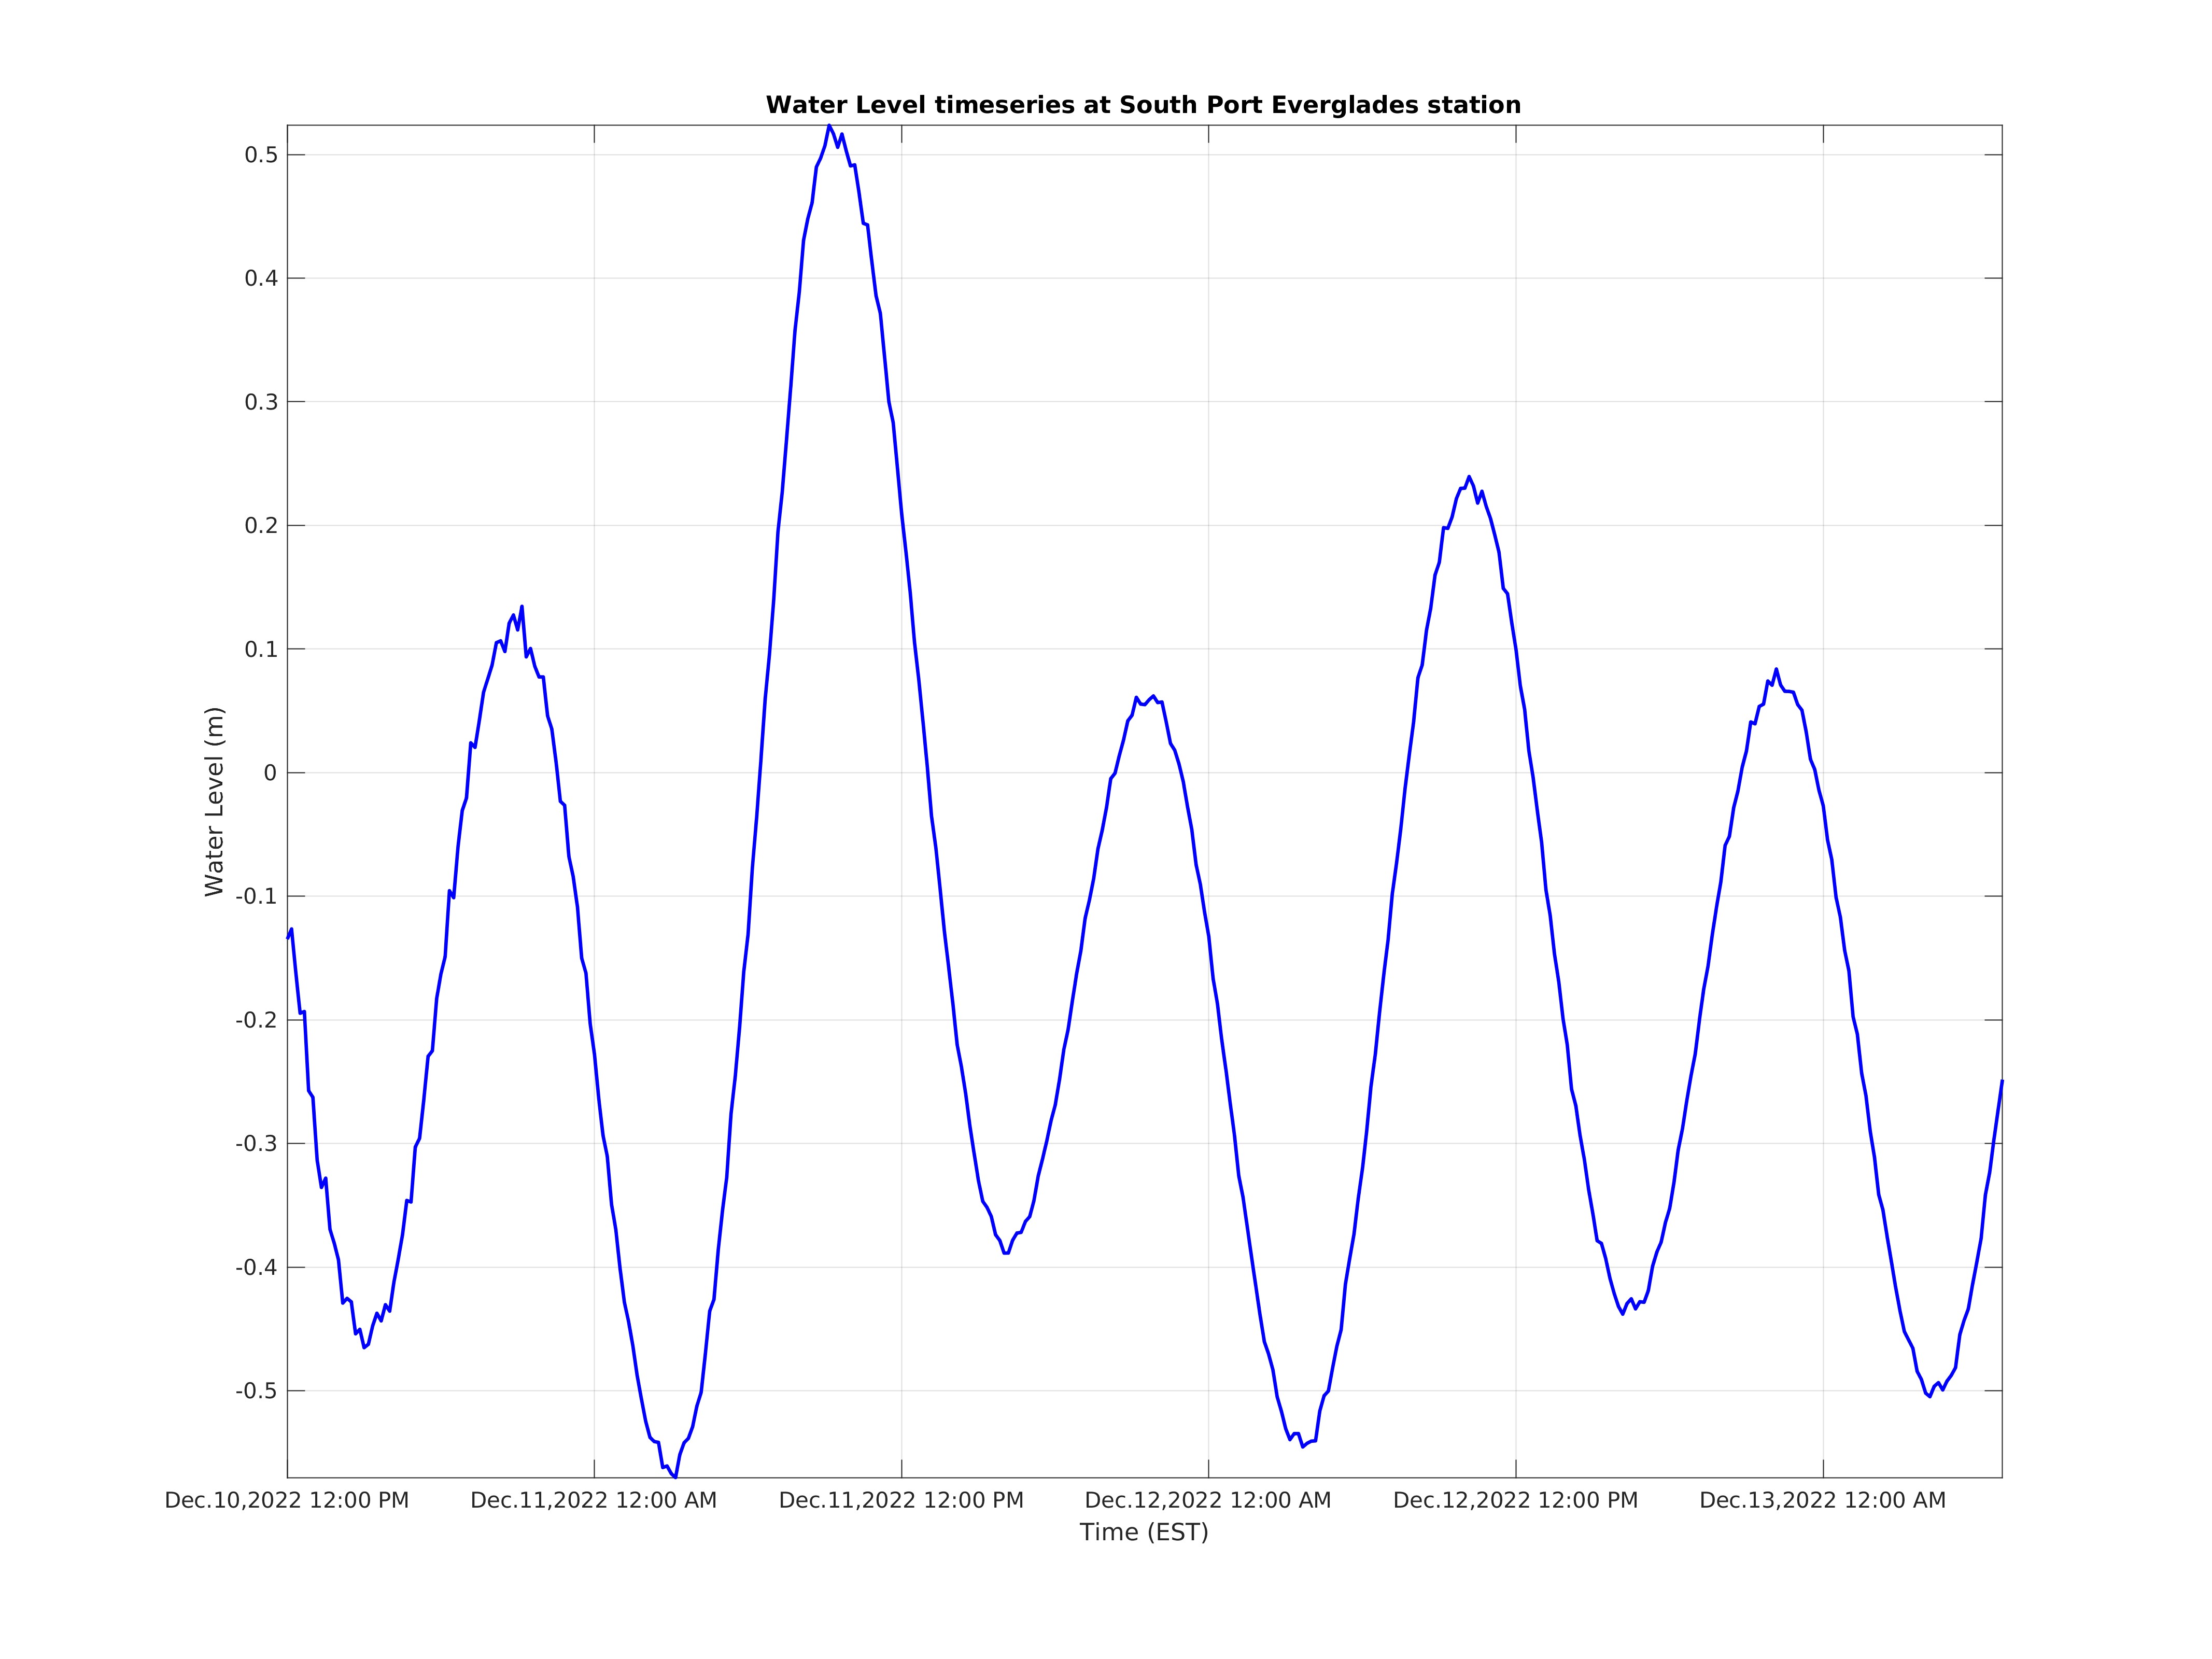 Water Level timeseries at South Port Everglades station
0.5
0.4
0.3
0.2
0.1
0
-0.1
-0.2
-0.3
-0.4
-0.5
Water Level (m)
Dec.10,2022 12:00 PM
Dec.11,2022 12:00 AM
Dec.11,2022 12:00 PM
Dec.12,2022 12:00 AM
Dec.12,2022 12:00 PM
Dec.13,2022 12:00 AM
Time (EST)